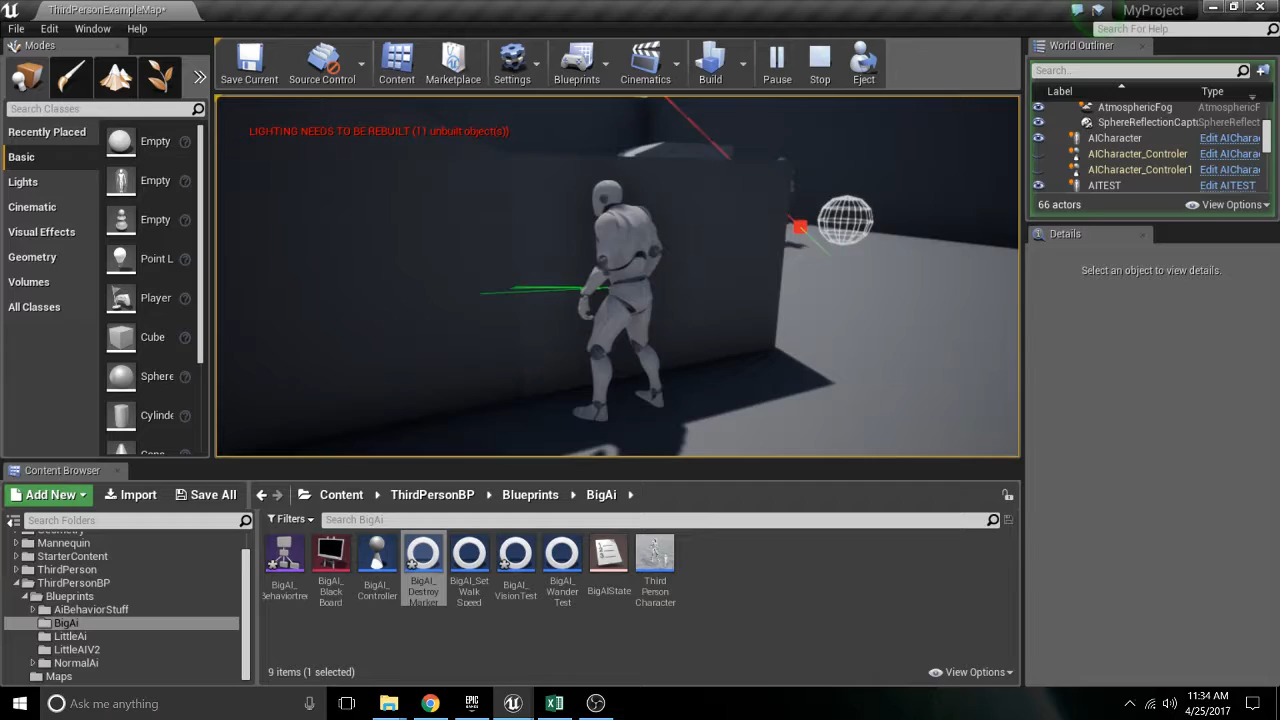 ThirdPersonExampleMap*
MyProject
File Edit Window Help
Search For Help
Modes
Save Current
Source Control
Content
Marketplace
Settings
Blueprints
Cinematics
Build
Pause
Stop
Eject
World Outliner
Search Classes
Search..
Label Type
Recently Placed
Basic
Lights
Cinematic
Visual Effects
Geometry
Volumes
All Classes
Empty
Empty
Empty
Point L
Player
Cube
Sphere
Cylinde
LIGHTING NEEDS TO BE REBUILT (11 unbuilt object(s))
AtmosphericFog AtmosphericF
SphereReflectionCaptu SphereReflect
AICharacter Edit AIChara
AICharacter_Controler Edit AIChara
AICharacter_Controler1 Edit AIChara
AITEST Edit AITEST
66 actors View Options
Details
Select an object to view details.
Content Browser
Add New Import Save All
Content ThirdPersonBP Blueprints BigAi
Search Folders
Filters Search BigAi
Mannequin
StarterContent
ThirdPerson
ThirdPersonBP
Blueprints
AiBehaviorStuff
BigAi
LittleAi
LittleAIV2
NormalAi
Maps
BigAI_
Behaviortree
BigAI_
Black
Board
BigAI_
Controller
BigAI_
Destroy
Marker
BigAI_Set
Walk
Speed
BigAI_
VisionTest
BigAI_
Wander
Test
BigAIState
Third
Person
Character
9 items (1 selected) View Options
Ask me anything
11:34 AM
4/25/2017